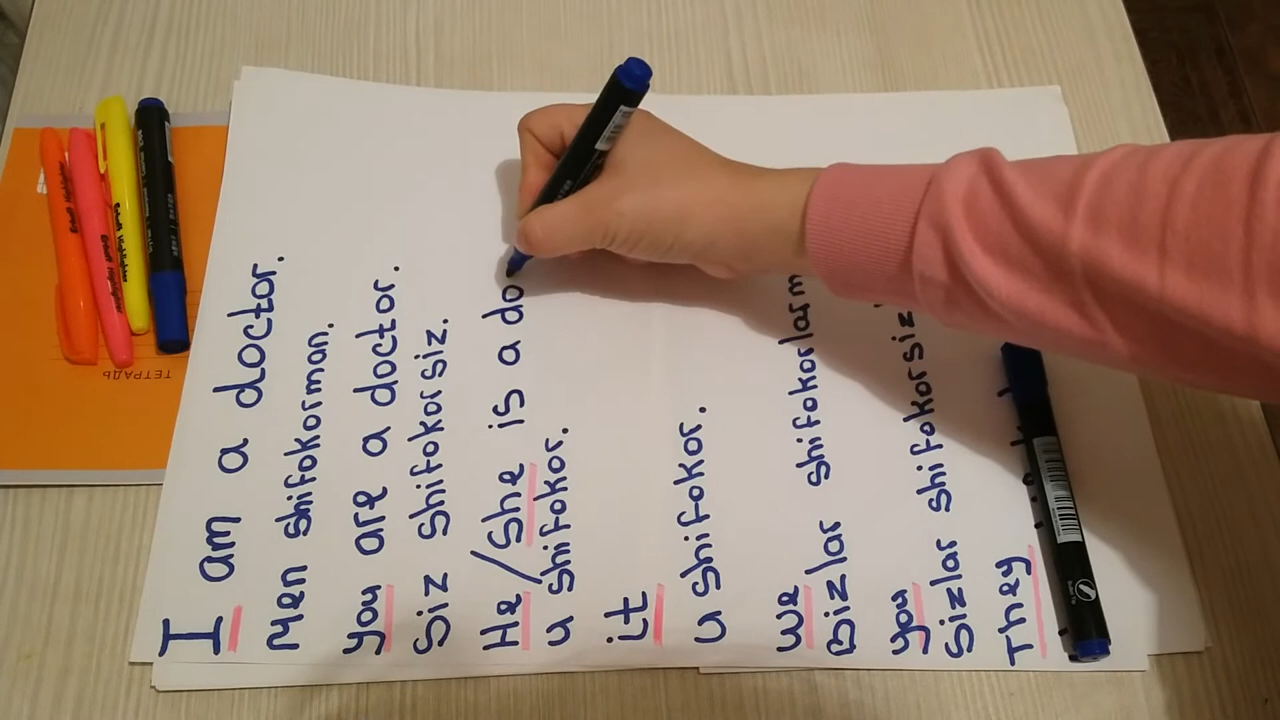 I am a doctor.
Men shifokorman.
you are a doctor.
Siz shifokorsiz.
He/She is a do
U shifokor.
it
U shifokor.
We
Bizlar shifokorlarm
you
Sizlar shifokorsiz
They
ТЕТРАДЬ